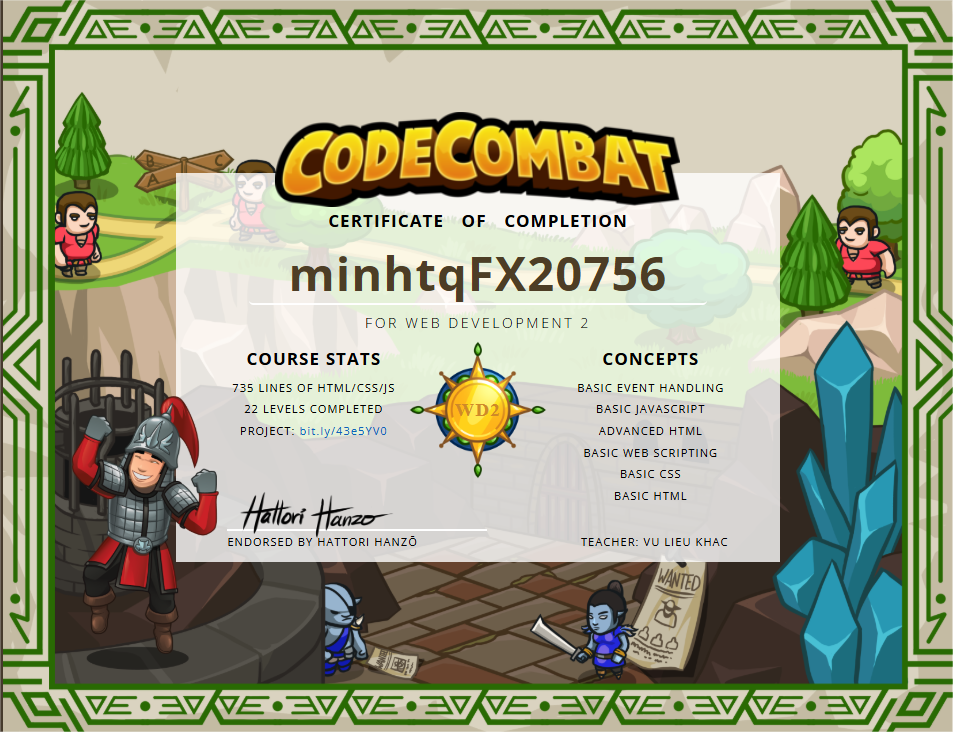 CODECOMBAT
CERTIFICATE OF COMPLETION
minhtqFX20756
FOR WEB DEVELOPMENT 2
COURSE STATS
735 LINES OF HTML/CSS/JS
22 LEVELS COMPLETED
PROJECT: bit.ly/43e5YV0
WD2
CONCEPTS
BASIC EVENT HANDLING
BASIC JAVASCRIPT
ADVANCED HTML
BASIC WEB SCRIPTING
BASIC CSS
BASIC HTML
Hattori Hanzo
ENDORSED BY HATTORI HANZŌ
TEACHER: VU LIEU KHAC
B C
A
WANTED
WANTED